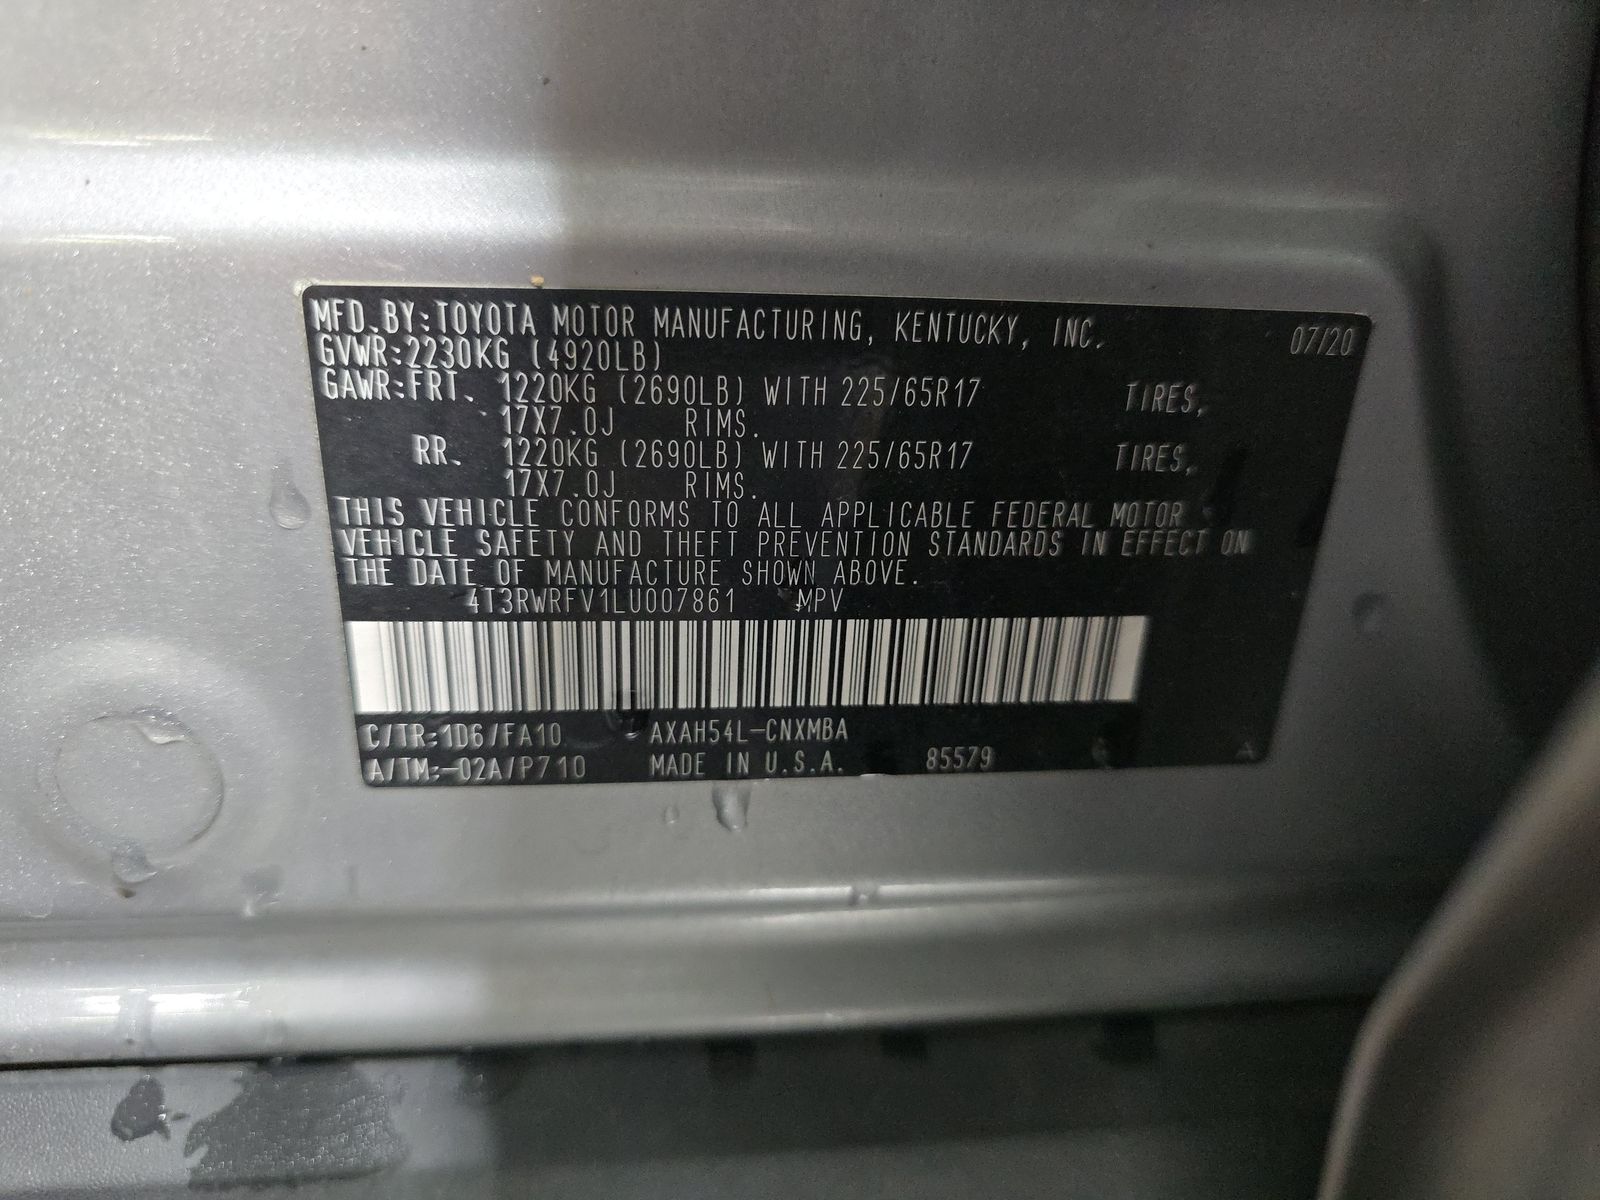 MFD.BY:TOYOTA MOTOR MANUFACTURING, KENTUCKY, INC. 07/20
GVWR:2230KG (4920LB)
GAWR:FRT. 1220KG (2690LB) WITH 225/65R17 TIRES,
17X7.0J RIMS.
RR. 1220KG (2690LB) WITH 225/65R17 TIRES,
17X7.0J RIMS.
THIS VEHICLE CONFORMS TO ALL APPLICABLE FEDERAL MOTOR
VEHICLE SAFETY AND THEFT PREVENTION STANDARDS IN EFFECT ON
THE DATE OF MANUFACTURE SHOWN ABOVE.
4T3RWRFV1LU007861 MPV
C/TR:1D6/FA10 AXAH54L-CNXMBA
A/TM:-02A/P710 MADE IN U.S.A. 85579 A